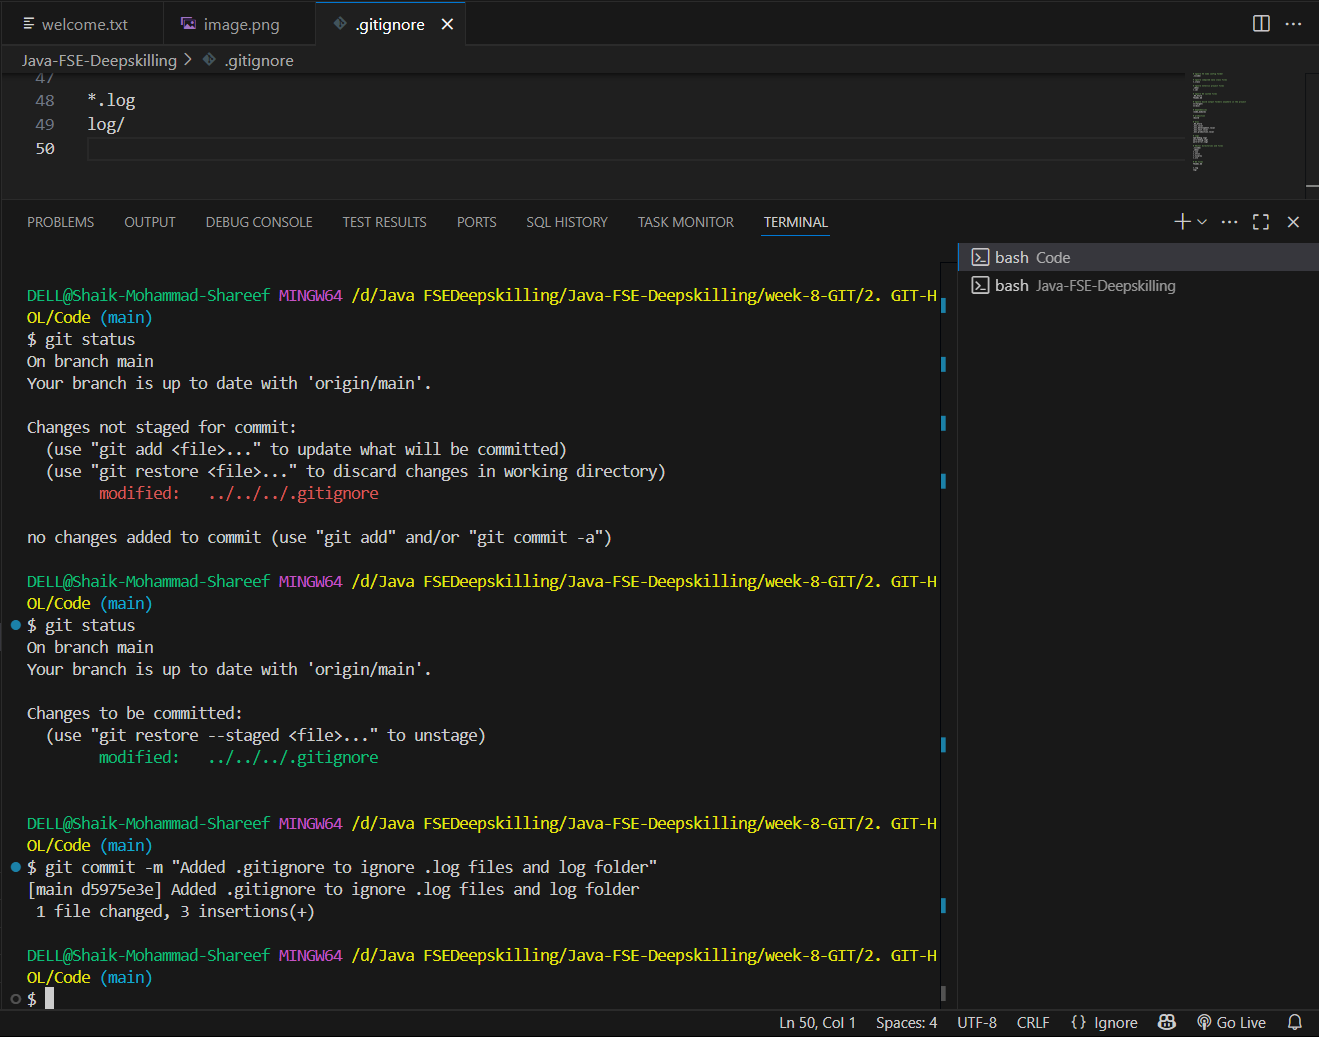 welcome.txt image.png .gitignore
Java-FSE-Deepskilling .gitignore
47
48 *.log
49 log/
50
PROBLEMS OUTPUT DEBUG CONSOLE TEST RESULTS PORTS SQL HISTORY TASK MONITOR TERMINAL
bash Code
bash Java-FSE-Deepskilling
DELL@Shaik-Mohammad-Shareef MINGW64 /d/Java FSEDeepskilling/Java-FSE-Deepskilling/week-8-GIT/2. GIT-H
OL/Code (main)
$ git status
On branch main
Your branch is up to date with 'origin/main'.
Changes not staged for commit:
(use "git add <file>..." to update what will be committed)
(use "git restore <file>..." to discard changes in working directory)
modified: ../../../.gitignore
no changes added to commit (use "git add" and/or "git commit -a")
DELL@Shaik-Mohammad-Shareef MINGW64 /d/Java FSEDeepskilling/Java-FSE-Deepskilling/week-8-GIT/2. GIT-H
OL/Code (main)
$ git status
On branch main
Your branch is up to date with 'origin/main'.
Changes to be committed:
(use "git restore --staged <file>..." to unstage)
modified: ../../../.gitignore
DELL@Shaik-Mohammad-Shareef MINGW64 /d/Java FSEDeepskilling/Java-FSE-Deepskilling/week-8-GIT/2. GIT-H
OL/Code (main)
$ git commit -m "Added .gitignore to ignore .log files and log folder"
[main d5975e3e] Added .gitignore to ignore .log files and log folder
1 file changed, 3 insertions(+)
DELL@Shaik-Mohammad-Shareef MINGW64 /d/Java FSEDeepskilling/Java-FSE-Deepskilling/week-8-GIT/2. GIT-H
OL/Code (main)
$
Ln 50, Col 1 Spaces: 4 UTF-8 CRLF {} Ignore Go Live